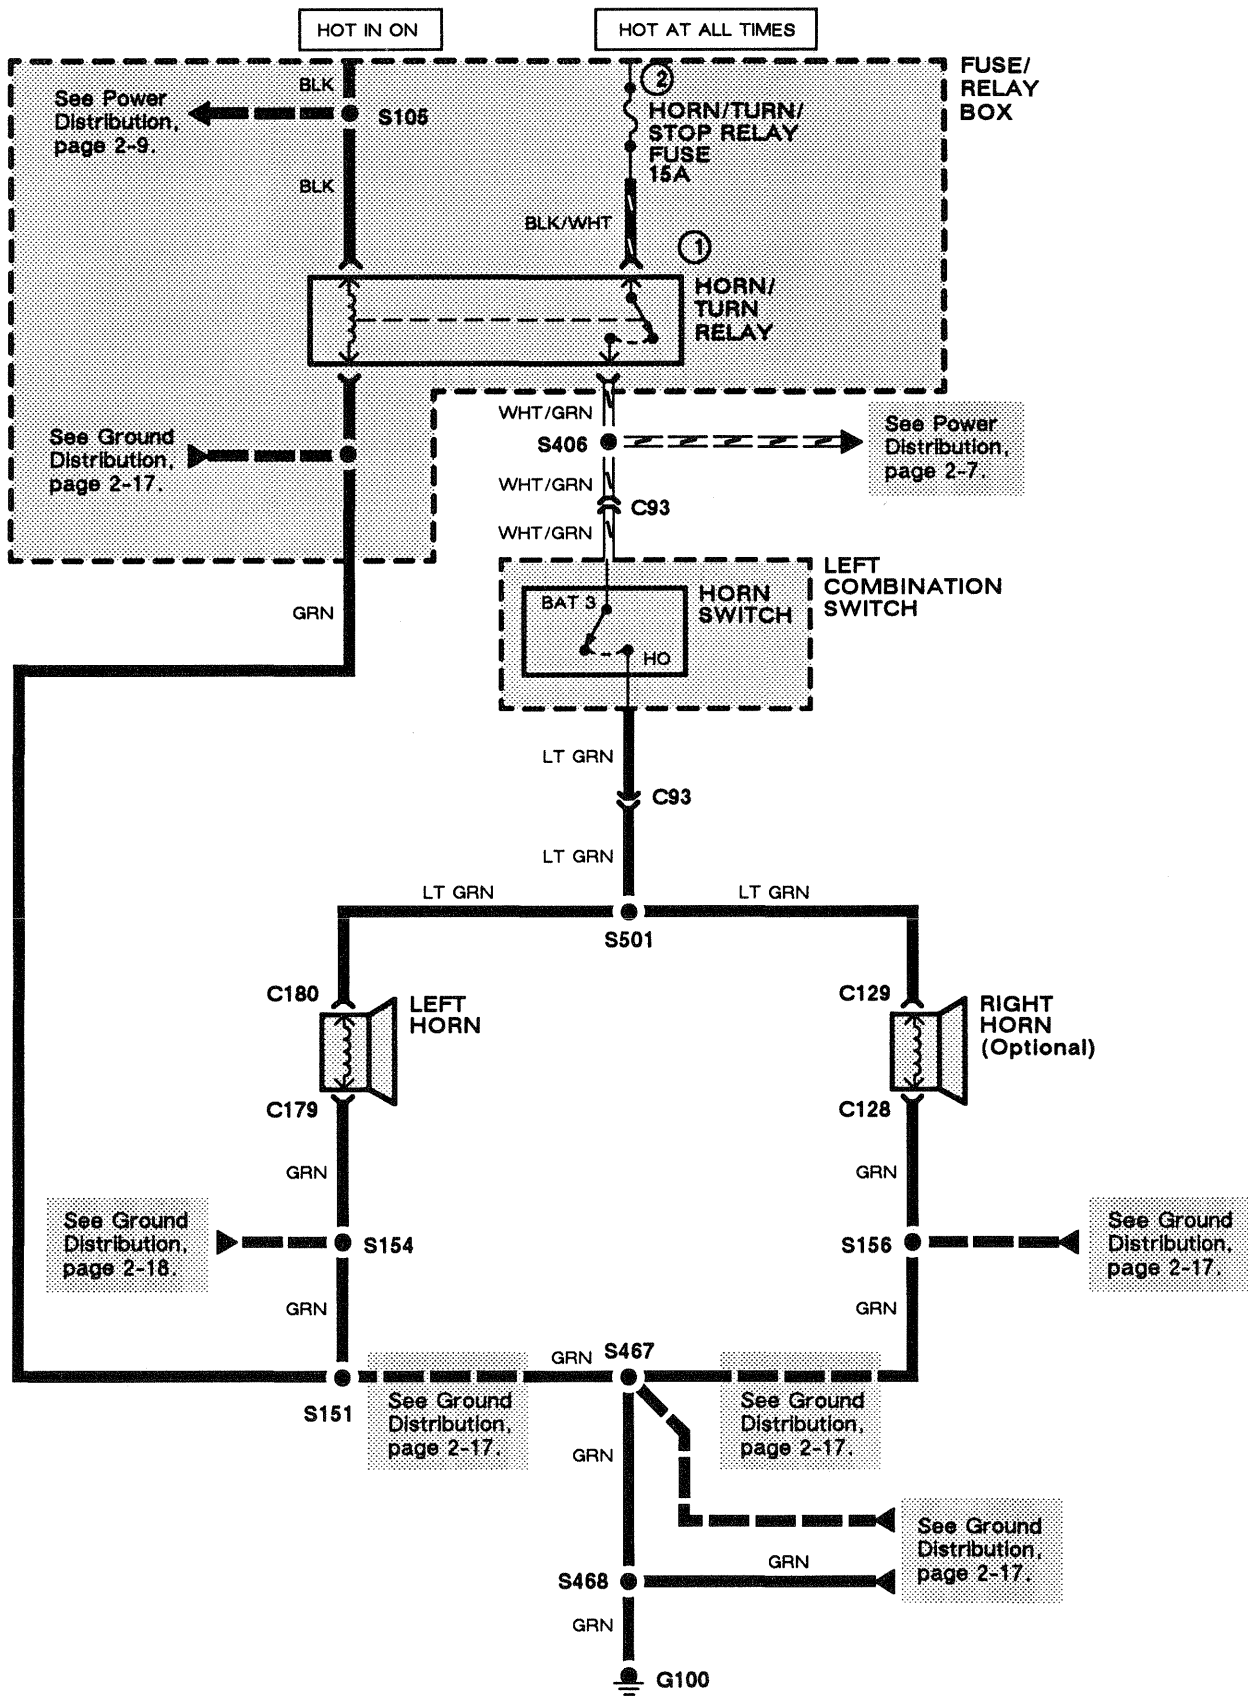 HOT IN ON
HOT AT ALL TIMES
FUSE/
RELAY
BOX
BLK
See Power
Distribution,
page 2-9.
S105
2
HORN/TURN/
STOP RELAY
FUSE
15A
BLK
BLK/WHT
1
HORN/
TURN
RELAY
WHT/GRN
S406
See Power
Distribution,
page 2-7.
See Ground
Distribution,
page 2-17.
WHT/GRN
C93
WHT/GRN
LEFT
COMBINATION
SWITCH
BAT 3
HORN
SWITCH
HO
GRN
LT GRN
C93
LT GRN
LT GRN
LT GRN
S501
C180
LEFT
HORN
C129
RIGHT
HORN
(Optional)
C179
C128
GRN
GRN
See Ground
Distribution,
page 2-18.
S154
S156
See Ground
Distribution,
page 2-17.
GRN
GRN
S151
See Ground
Distribution,
page 2-17.
GRN
S467
See Ground
Distribution,
page 2-17.
GRN
See Ground
Distribution,
page 2-17.
S468
GRN
GRN
G100